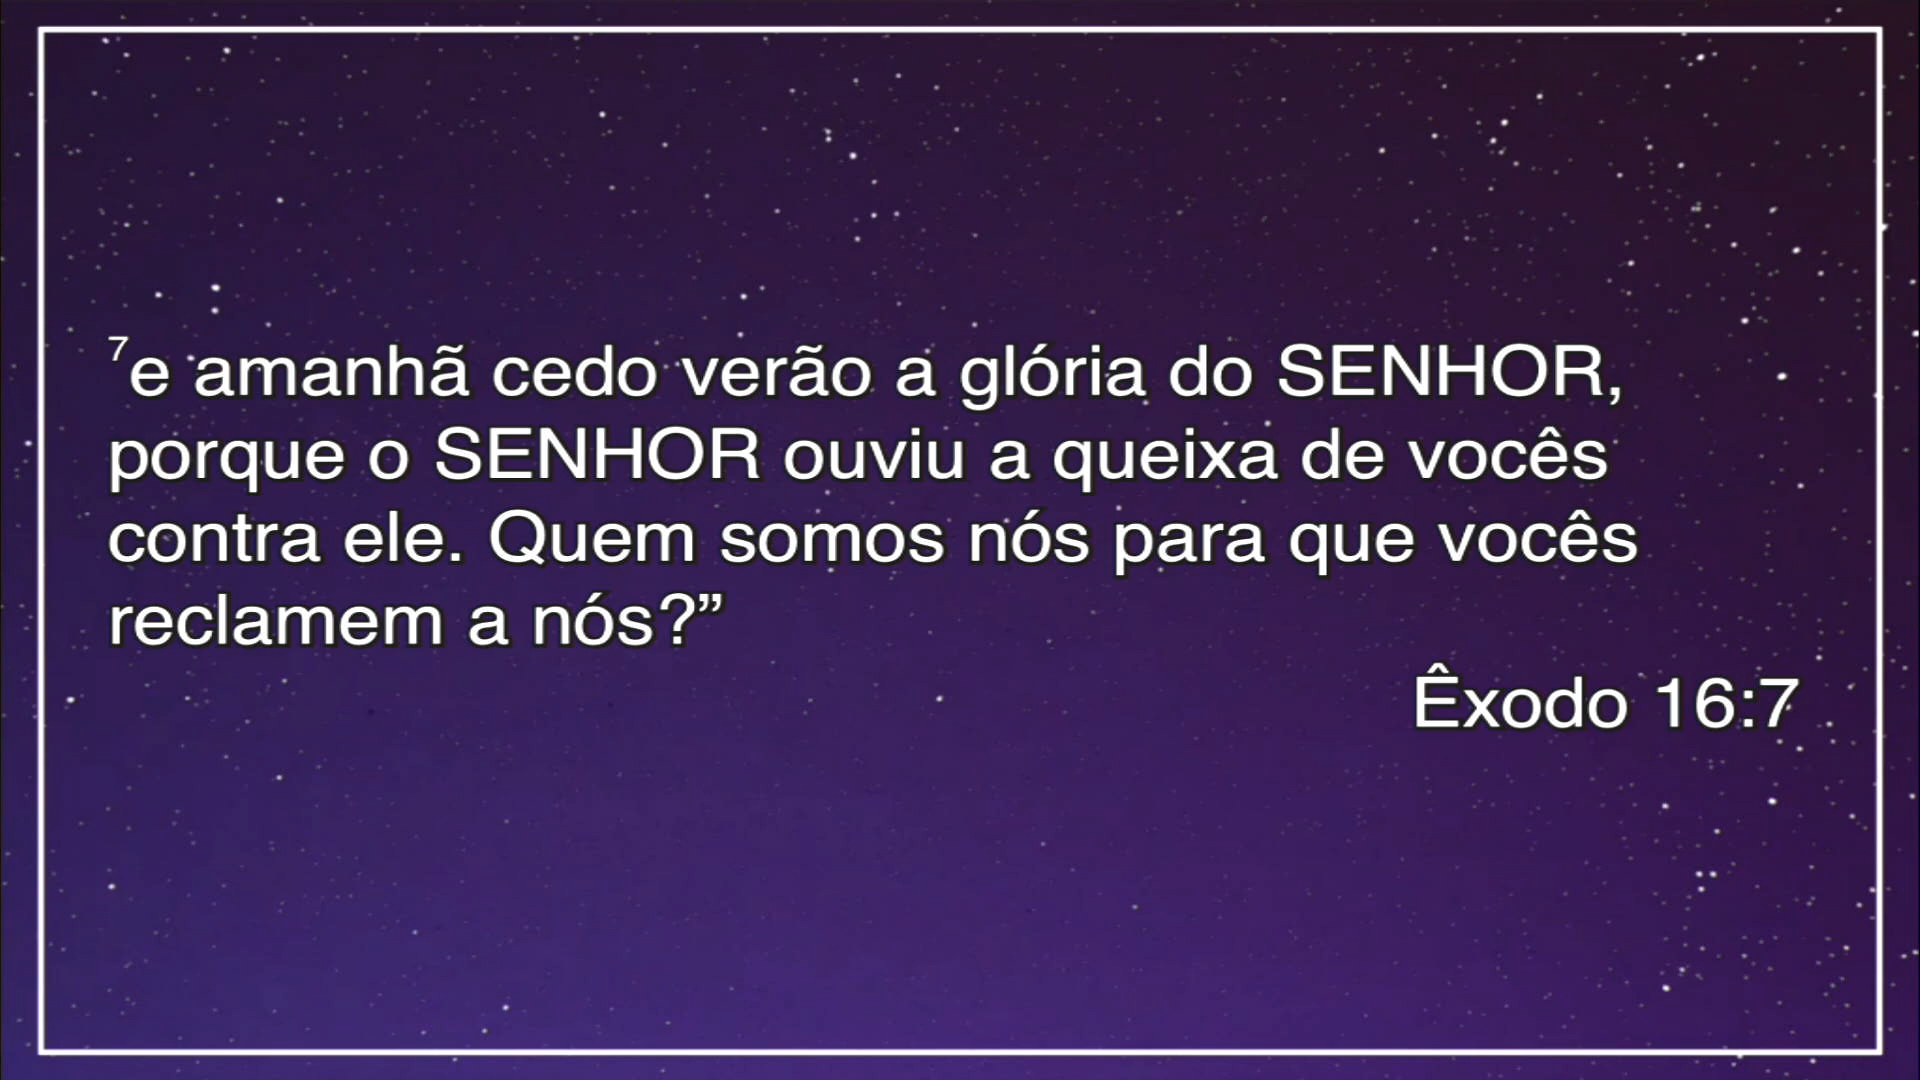 ⁷e amanhã cedo verão a glória do SENHOR,
porque o SENHOR ouviu a queixa de vocês
contra ele. Quem somos nós para que vocês
reclamem a nós?”
Êxodo 16:7